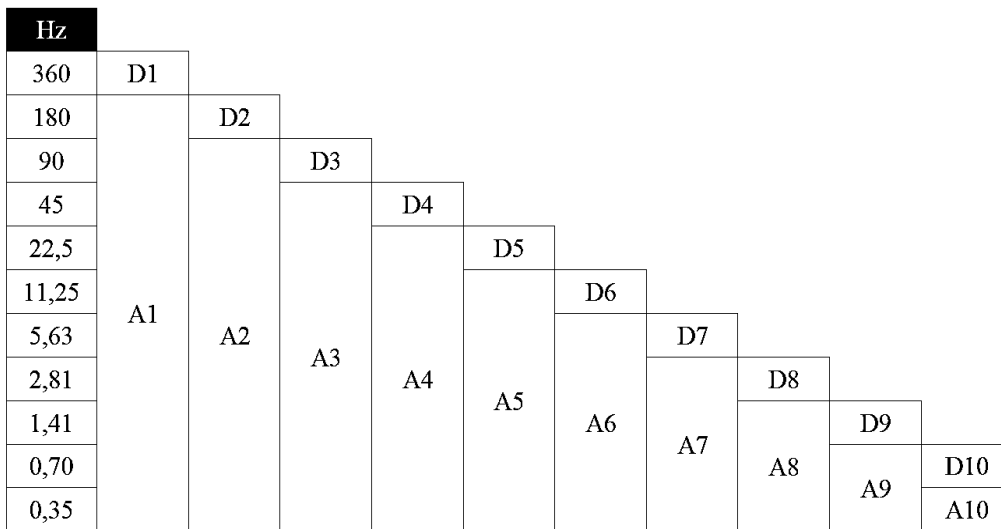 Hz
360 D1
180 D2
90 D3
45 D4
22,5 D5
11,25 D6
A1
5,63 D7
A2
A3
2,81 D8
A4
A5
1,41 D9
A6
A7
0,70 D10
A8
A9
0,35 A10